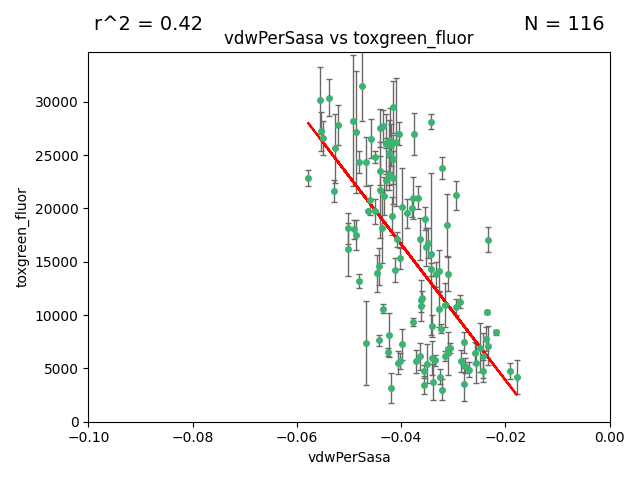 r^2 = 0.42 N = 116
vdwPerSasa vs toxgreen_fluor
30000
25000
20000
15000
10000
5000
0
toxgreen_fluor
−0.10 −0.08 −0.06 −0.04 −0.02 0.00
vdwPerSasa